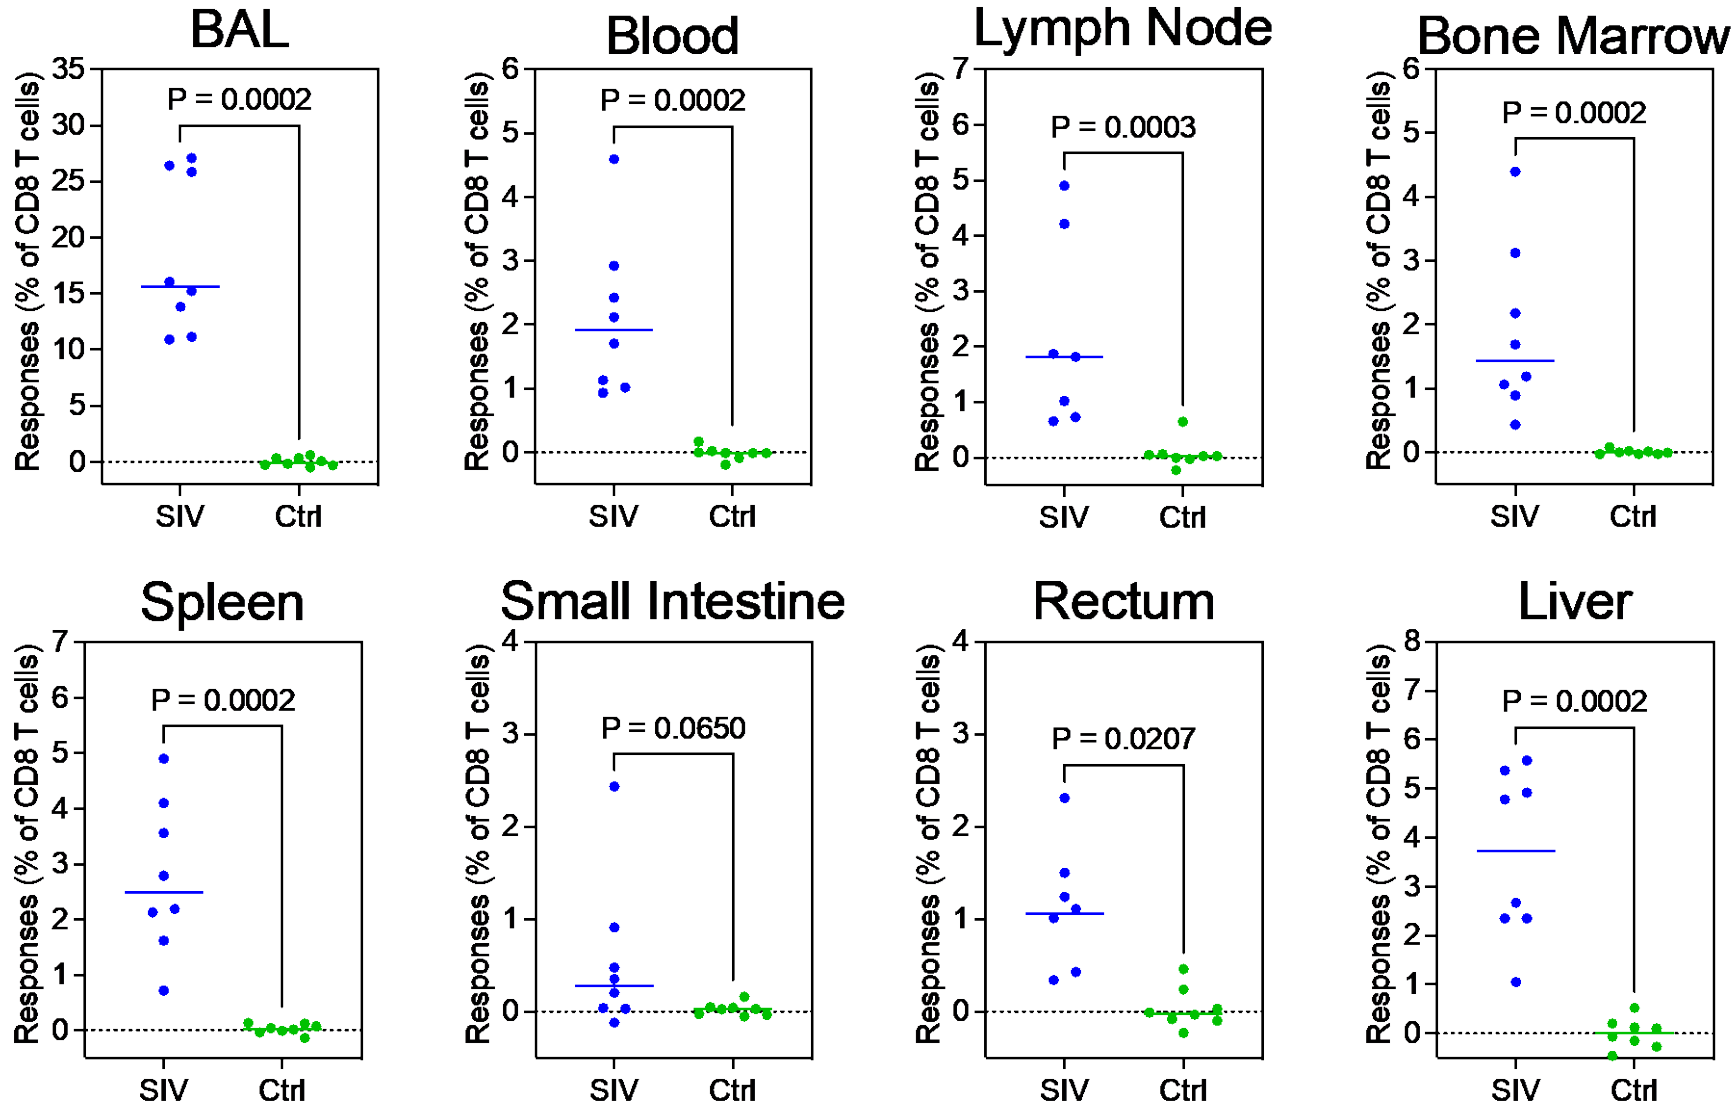 BAL
Responses (% of CD8 T cells)
35
30
25
20
15
10
5
0
P = 0.0002
SIV
Ctrl
Blood
Responses (% of CD8 T cells)
6
5
4
3
2
1
0
P = 0.0002
SIV
Ctrl
Lymph Node
Responses (% of CD8 T cells)
7
6
5
4
3
2
1
0
P = 0.0003
SIV
Ctrl
Bone Marrow
Responses (% of CD8 T cells)
6
5
4
3
2
1
0
P = 0.0002
SIV
Ctrl
Spleen
Responses (% of CD8 T cells)
7
6
5
4
3
2
1
0
P = 0.0002
SIV
Ctrl
Small Intestine
Responses (% of CD8 T cells)
4
3
2
1
0
P = 0.0650
SIV
Ctrl
Rectum
Responses (% of CD8 T cells)
4
3
2
1
0
P = 0.0207
SIV
Ctrl
Liver
Responses (% of CD8 T cells)
8
7
6
5
4
3
2
1
0
P = 0.0002
SIV
Ctrl